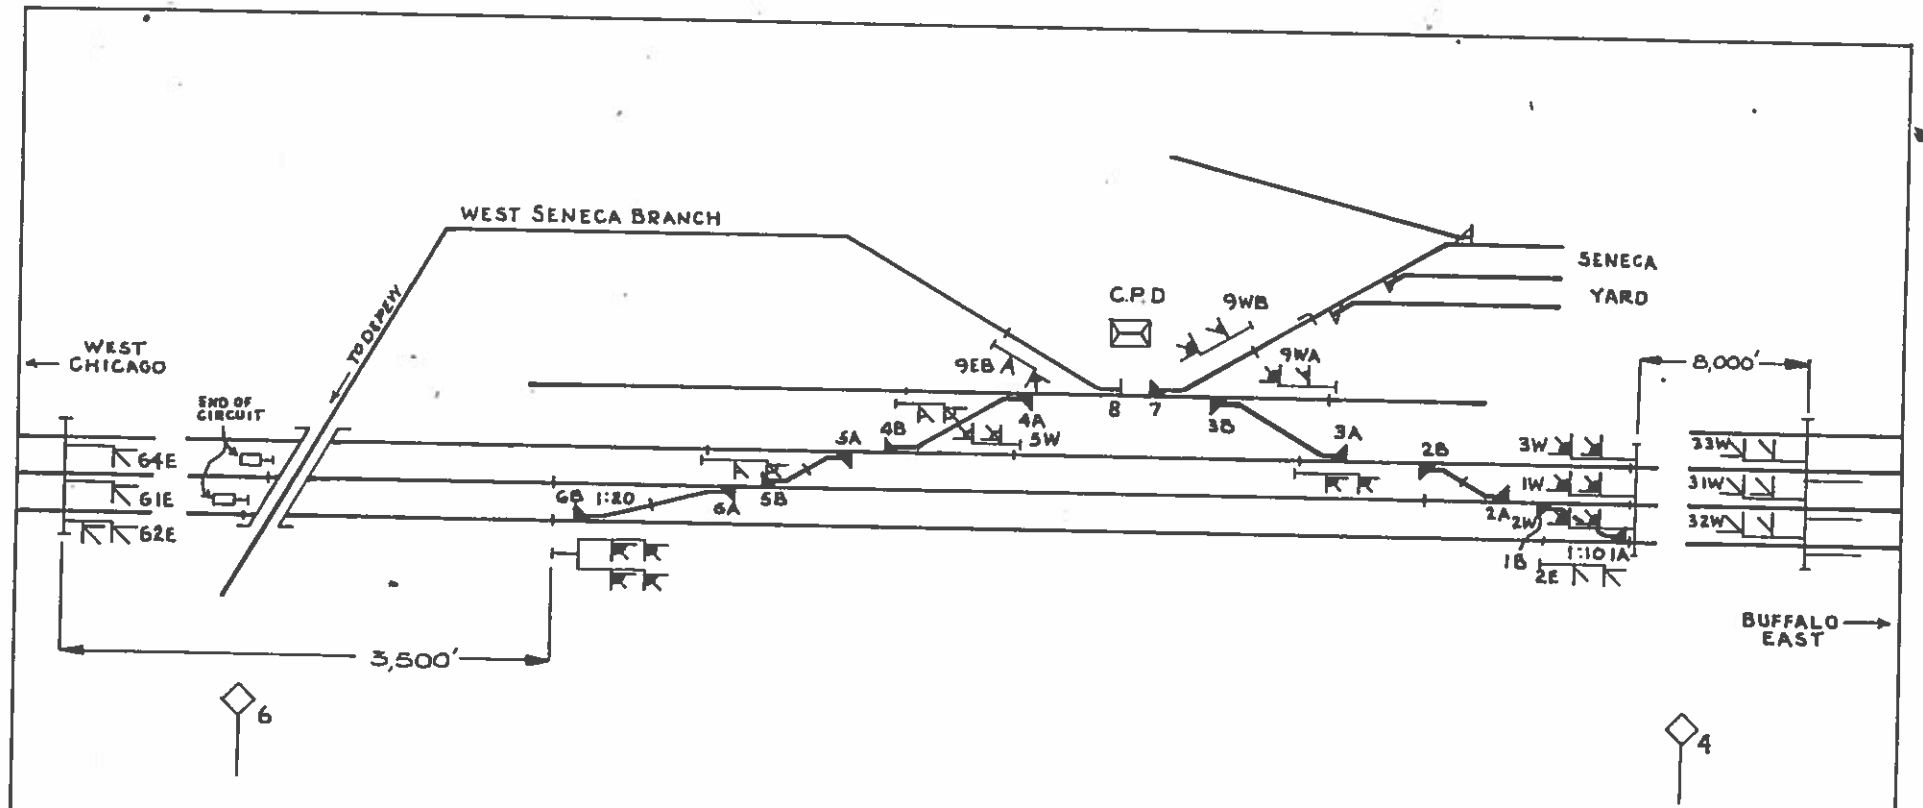 WEST SENECA BRANCH
SENECA
YARD
C.P.D
9WB
TO DEPEW
WEST
CHICAGO
9EB
9WA
8,000'
END OF
CIRCUIT
8
7
4A
3B
4B
5W
3A
5A
2B
3W
33W
64E
61E
62E
6B
1:20
6A
5B
1W
31W
2A
2W
32W
1B
1:10
1A
2E
BUFFALO
EAST
3,500'
6
4